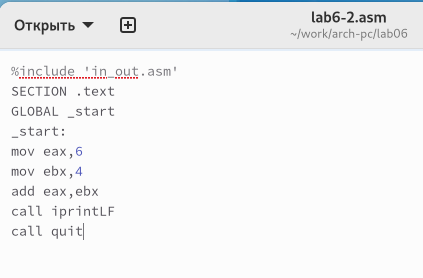 Открыть
lab6-2.asm
~/work/arch-pc/lab06
%include 'in_out.asm'
SECTION .text
GLOBAL _start
_start:
mov eax,6
mov ebx,4
add eax,ebx
call iprintLF
call quit